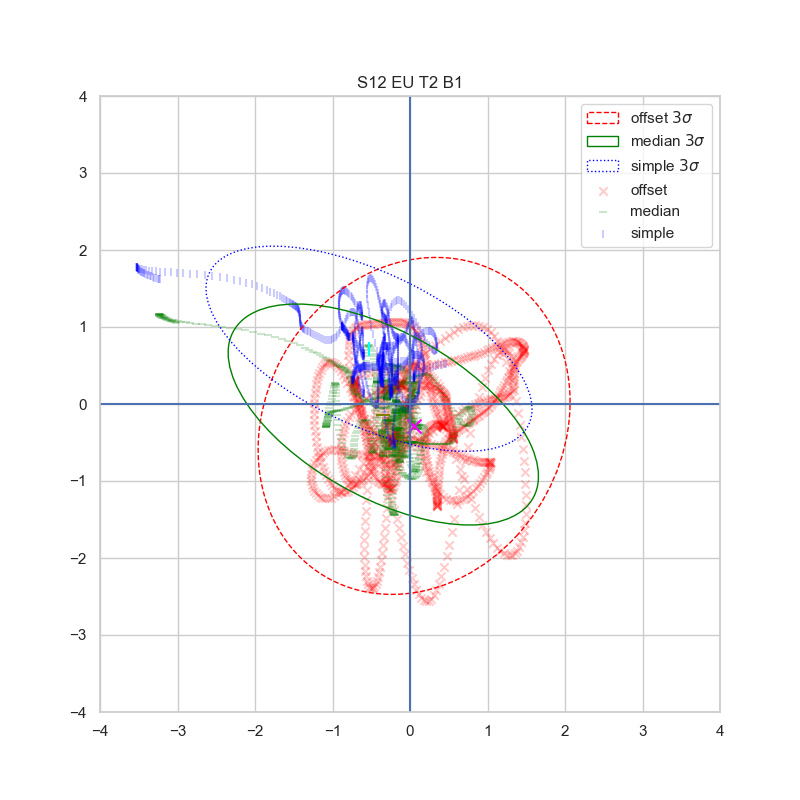 S12 EU T2 B1
offset 3σ
median 3σ
simple 3σ
offset
median
simple
4
3
2
1
0
−1
−2
−3
−4
−4 −3 −2 −1 0 1 2 3 4